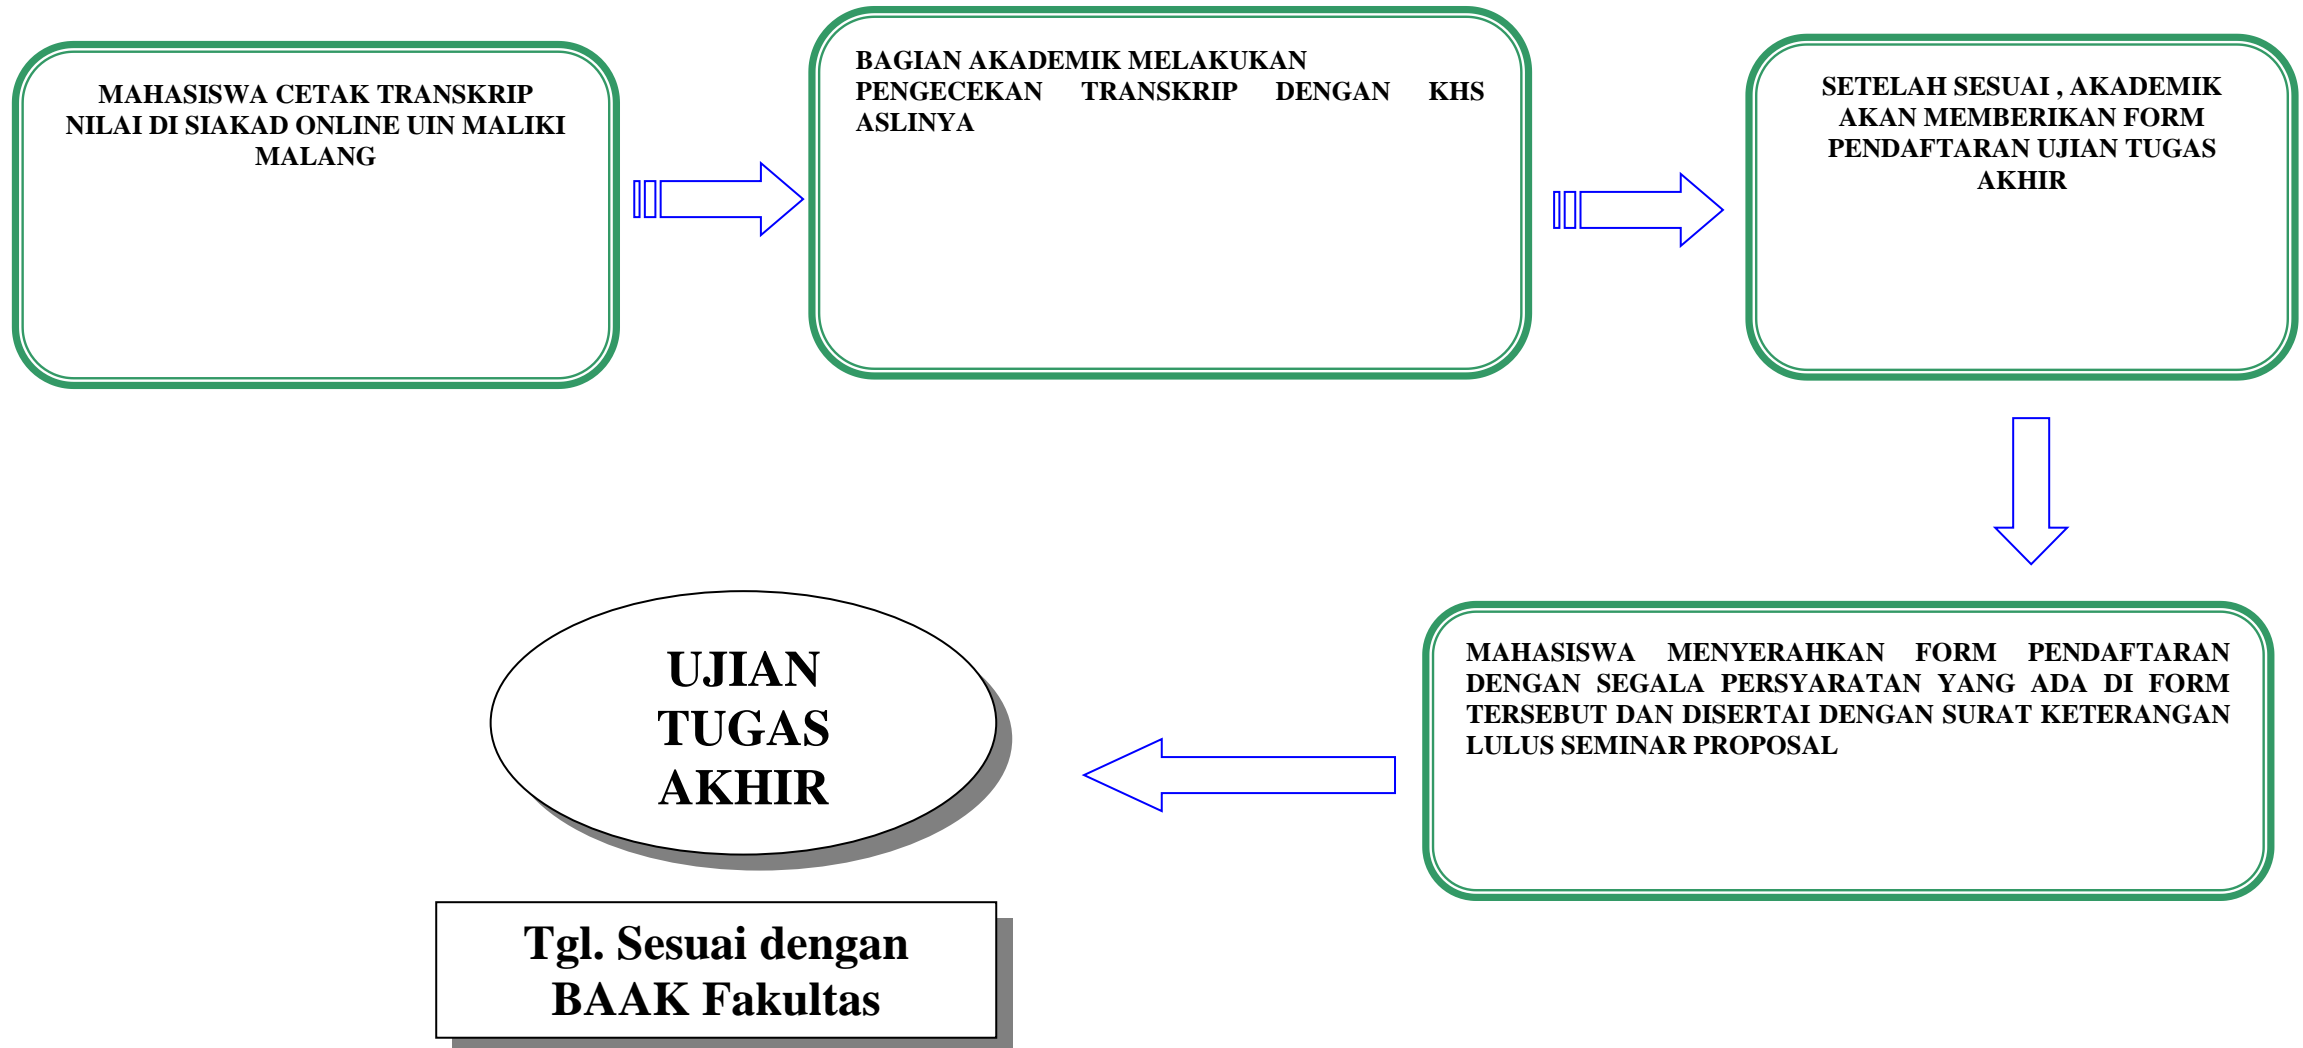 MAHASISWA CETAK TRANSKRIP
NILAI DI SIAKAD ONLINE UIN MALIKI
MALANG
BAGIAN AKADEMIK MELAKUKAN
PENGECEKAN TRANSKRIP DENGAN KHS
ASLINYA
SETELAH SESUAI , AKADEMIK
AKAN MEMBERIKAN FORM
PENDAFTARAN UJIAN TUGAS
AKHIR
MAHASISWA MENYERAHKAN FORM PENDAFTARAN
DENGAN SEGALA PERSYARATAN YANG ADA DI FORM
TERSEBUT DAN DISERTAI DENGAN SURAT KETERANGAN
LULUS SEMINAR PROPOSAL
UJIAN
TUGAS
AKHIR
Tgl. Sesuai dengan
BAAK Fakultas